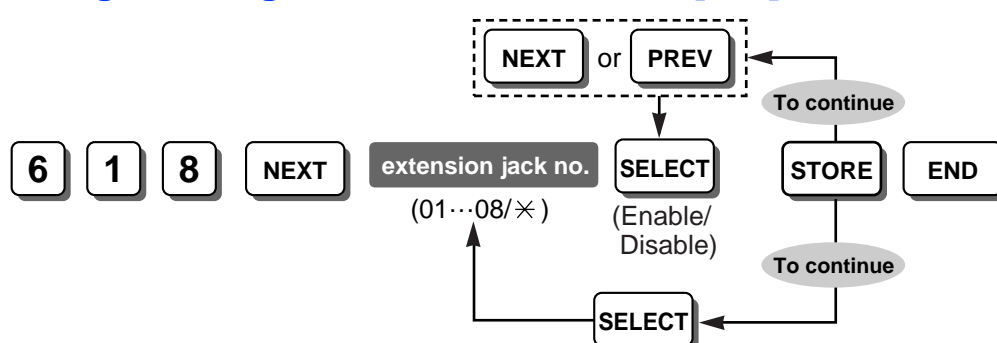 NEXT or PREV
To continue
6 1 8 NEXT extension jack no. SELECT STORE END
(01···08/✳) (Enable/
Disable)
To continue
SELECT